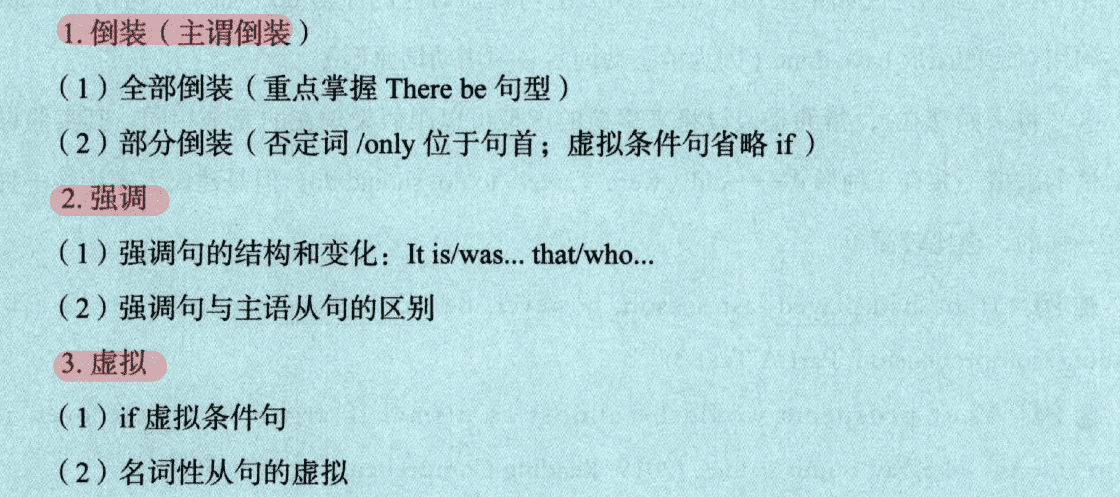 1. 倒装（主谓倒装）
（1）全部倒装（重点掌握 There be 句型）
（2）部分倒装（否定词 /only 位于句首；虚拟条件句省略 if）
2. 强调
（1）强调句的结构和变化：It is/was... that/who...
（2）强调句与主语从句的区别
3. 虚拟
（1）if 虚拟条件句
（2）名词性从句的虚拟